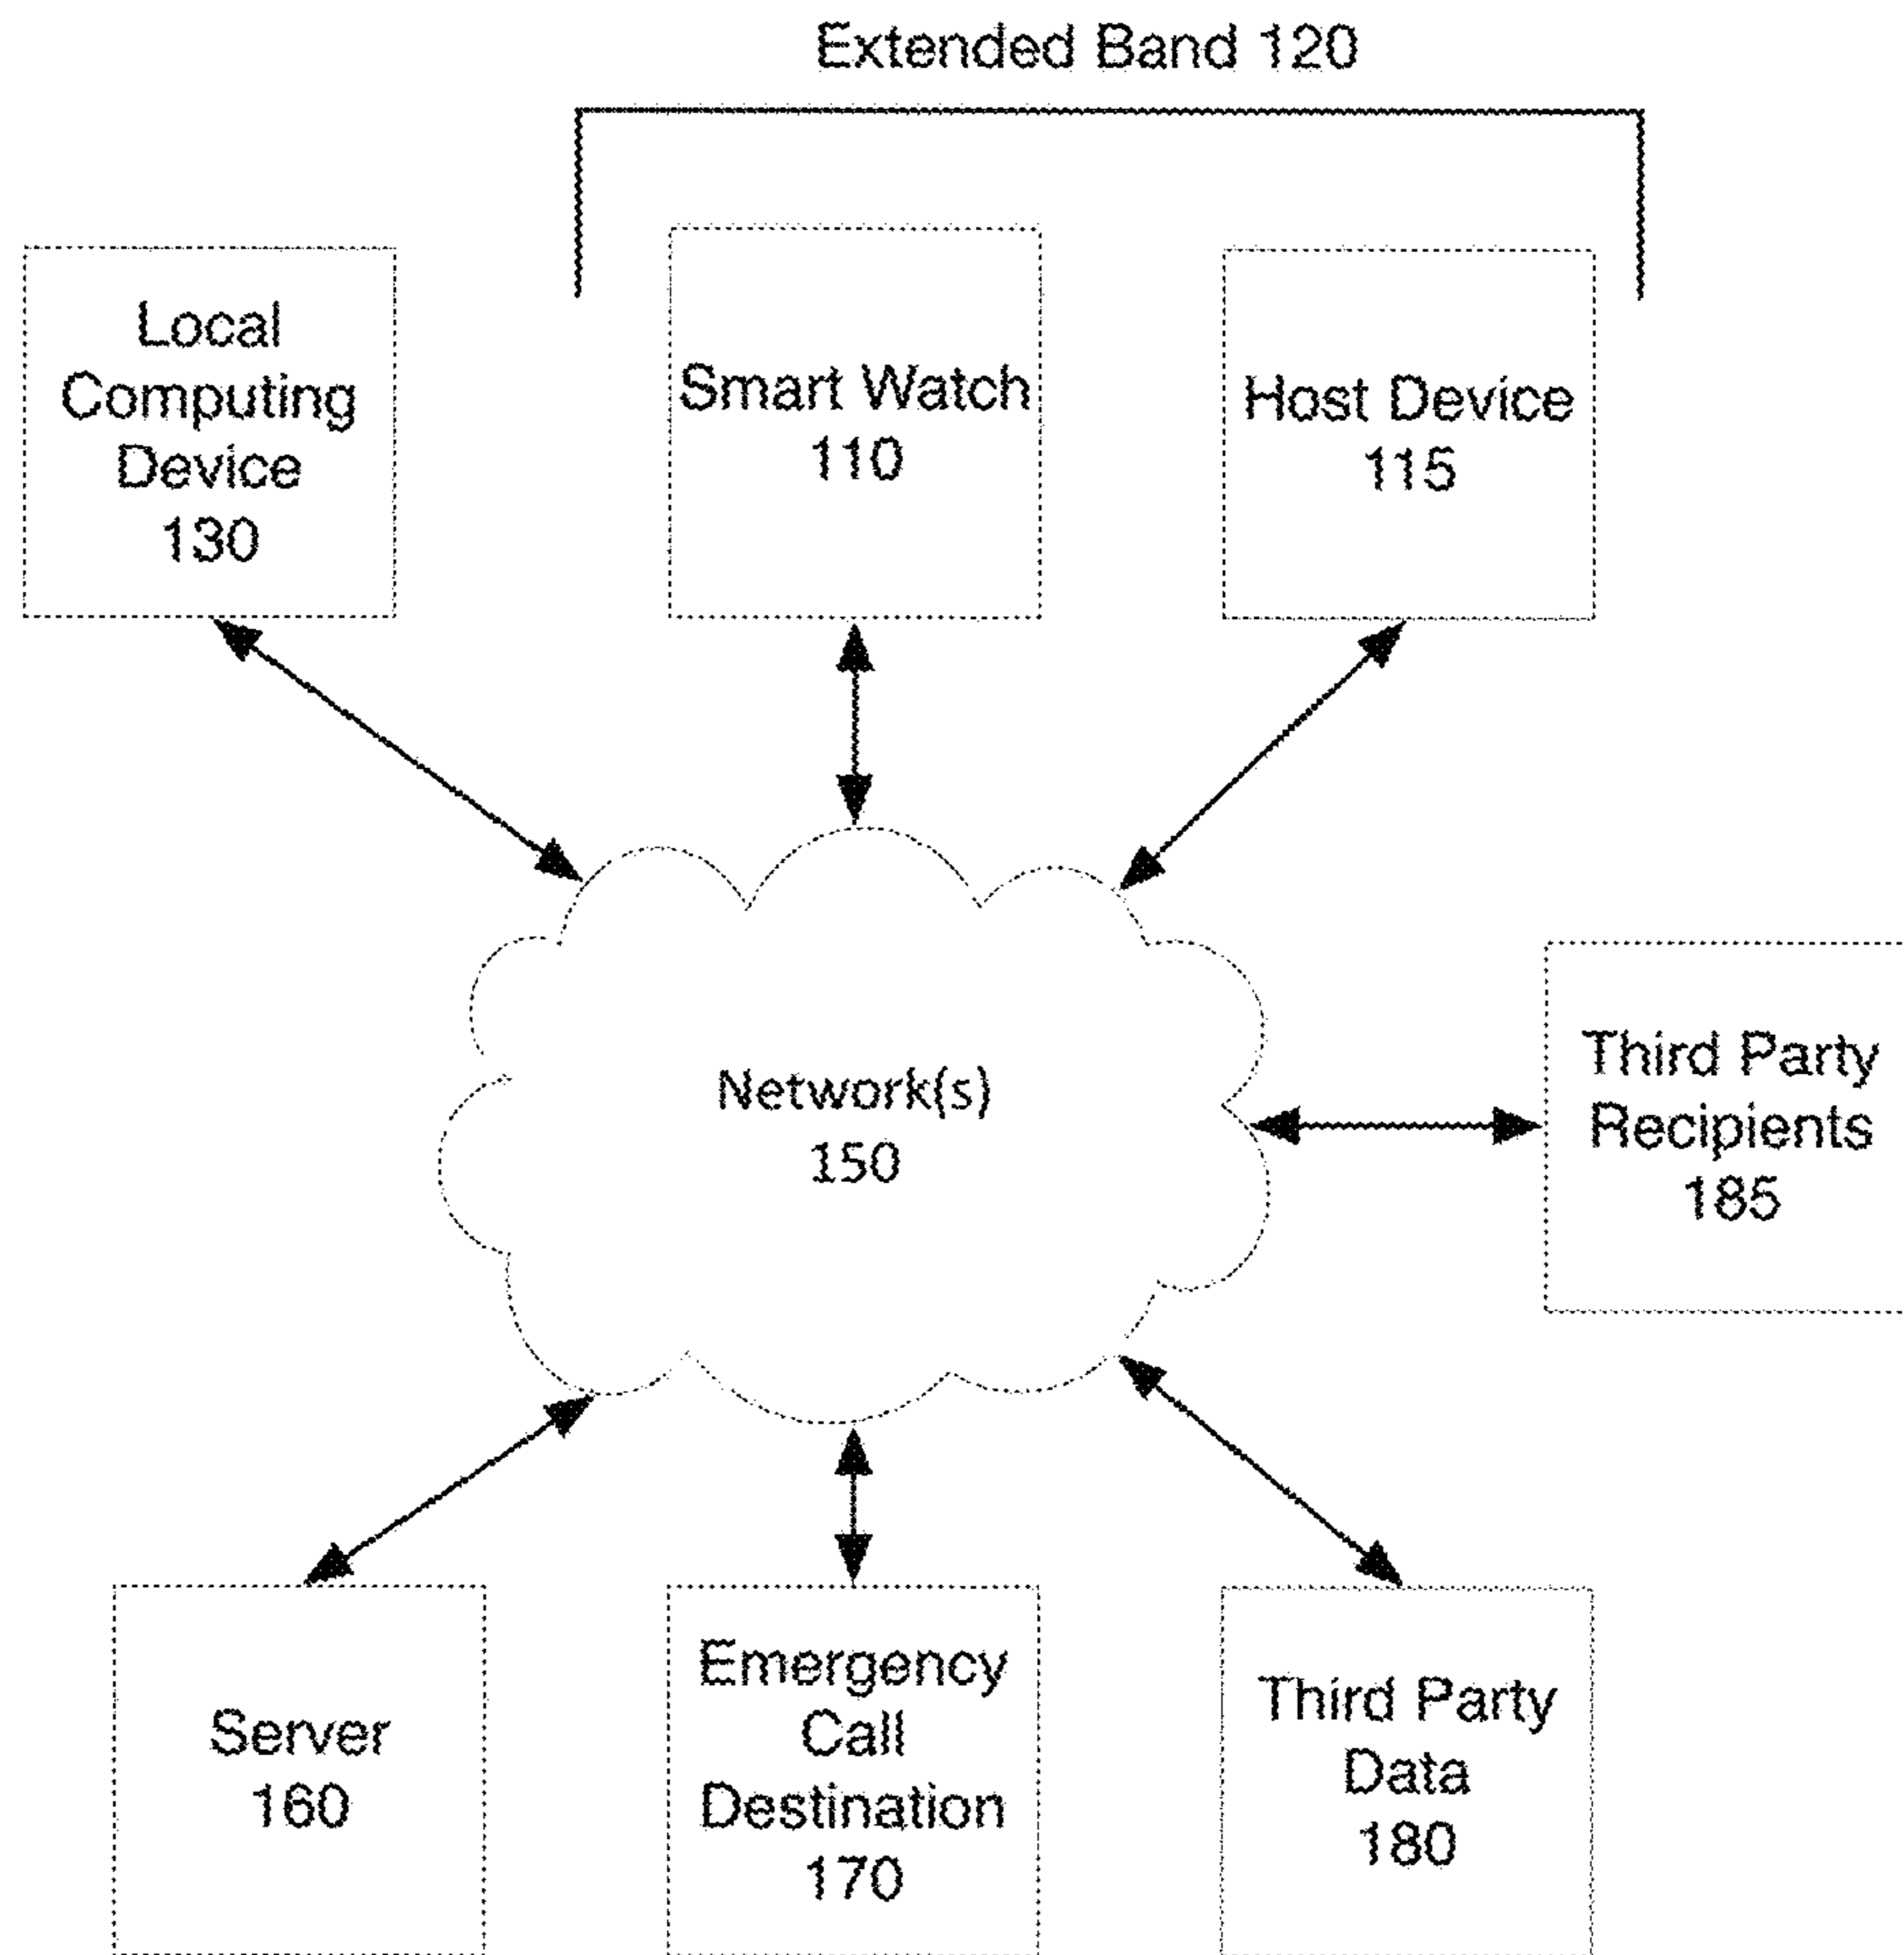 Extended Band 120
Local
Computing
Device
130
Smart Watch
110
Host Device
115
Network(s)
150
Third Party
Recipients
185
Server
160
Emergency
Call
Destination
170
Third Party
Data
180